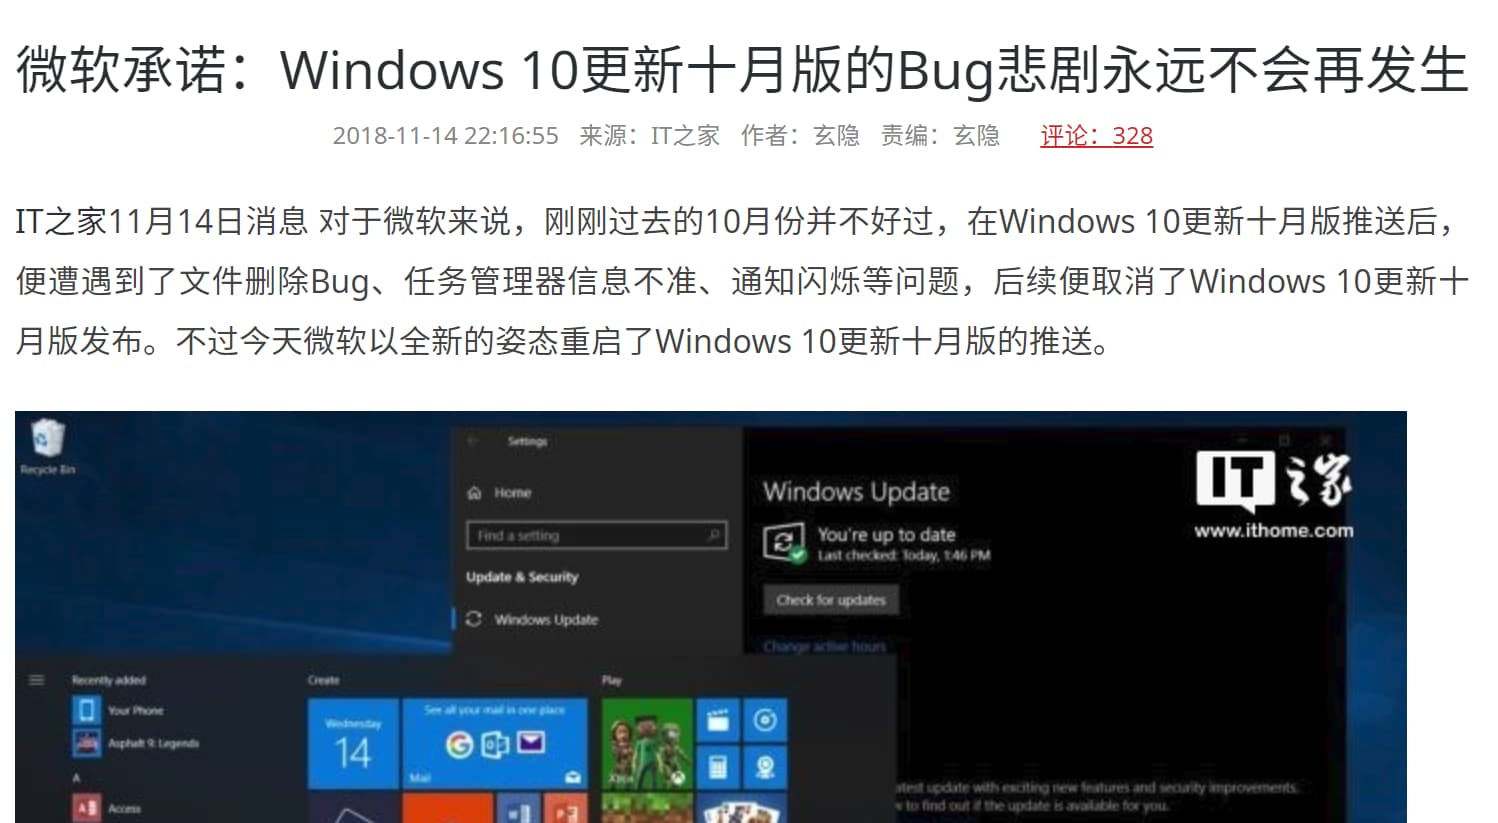 微软承诺：Windows 10更新十月版的Bug悲剧永远不会再发生
2018-11-14 22:16:55 来源：IT之家 作者：玄隐 责编：玄隐 评论：328
IT之家11月14日消息 对于微软来说，刚刚过去的10月份并不好过，在Windows 10更新十月版推送后，
便遭遇到了文件删除Bug、任务管理器信息不准、通知闪烁等问题，后续便取消了Windows 10更新十
月版发布。不过今天微软以全新的姿态重启了Windows 10更新十月版的推送。
Recycle Bin
Settings
Home
Find a setting
Update & Security
Windows Update
Windows Update
You're up to date
Last checked: Today, 1:46 PM
Check for updates
Change active hours
IT之家
www.ithome.com
Recently added
Your Phone
Asphalt 9: Legends
A
Access
Create
Wednesday
14
See all your mail in one place
Mail
Play
Xbox
atest update with exciting new features and security improvements.
to find out if the update is available for you.